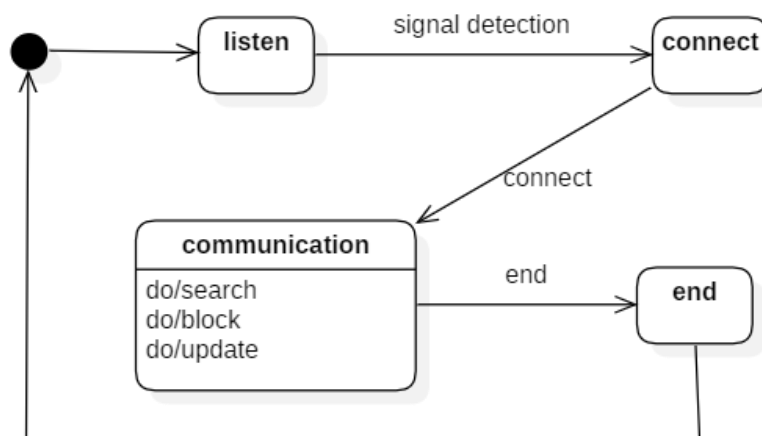 listen
signal detection
connect
connect
communication
do/search
do/block
do/update
end
end